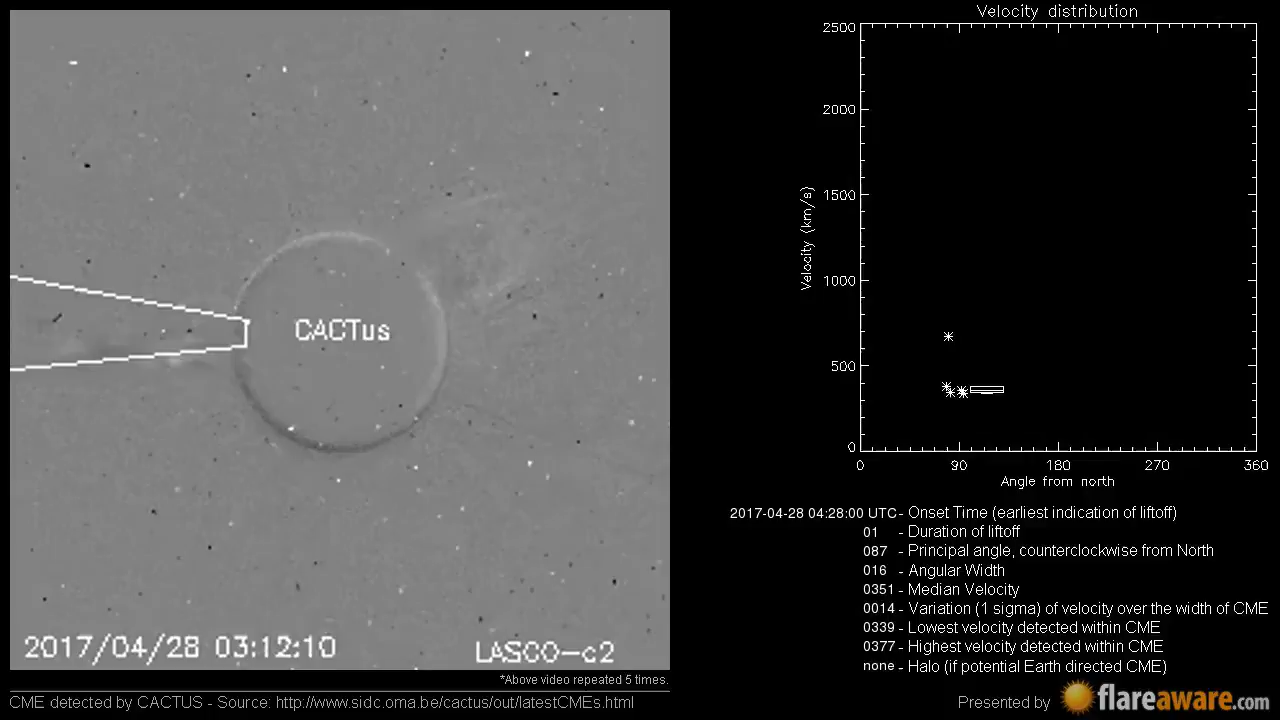 CACTus
2017/04/28 03:12:10
LASCO-c2
*Above video repeated 5 times.
CME detected by CACTUS - Source: http://www.sidc.oma.be/cactus/out/latestCMEs.html
Velocity distribution
Velocity (km/s)
2500
2000
1500
1000
500
0
0 90 180 270 360
Angle from north
2017-04-28 04:28:00 UTC - Onset Time (earliest indication of liftoff)
01 - Duration of liftoff
087 - Principal angle, counterclockwise from North
016 - Angular Width
0351 - Median Velocity
0014 - Variation (1 sigma) of velocity over the width of CME
0339 - Lowest velocity detected within CME
0377 - Highest velocity detected within CME
none - Halo (if potential Earth directed CME)
Presented by flareaware.com